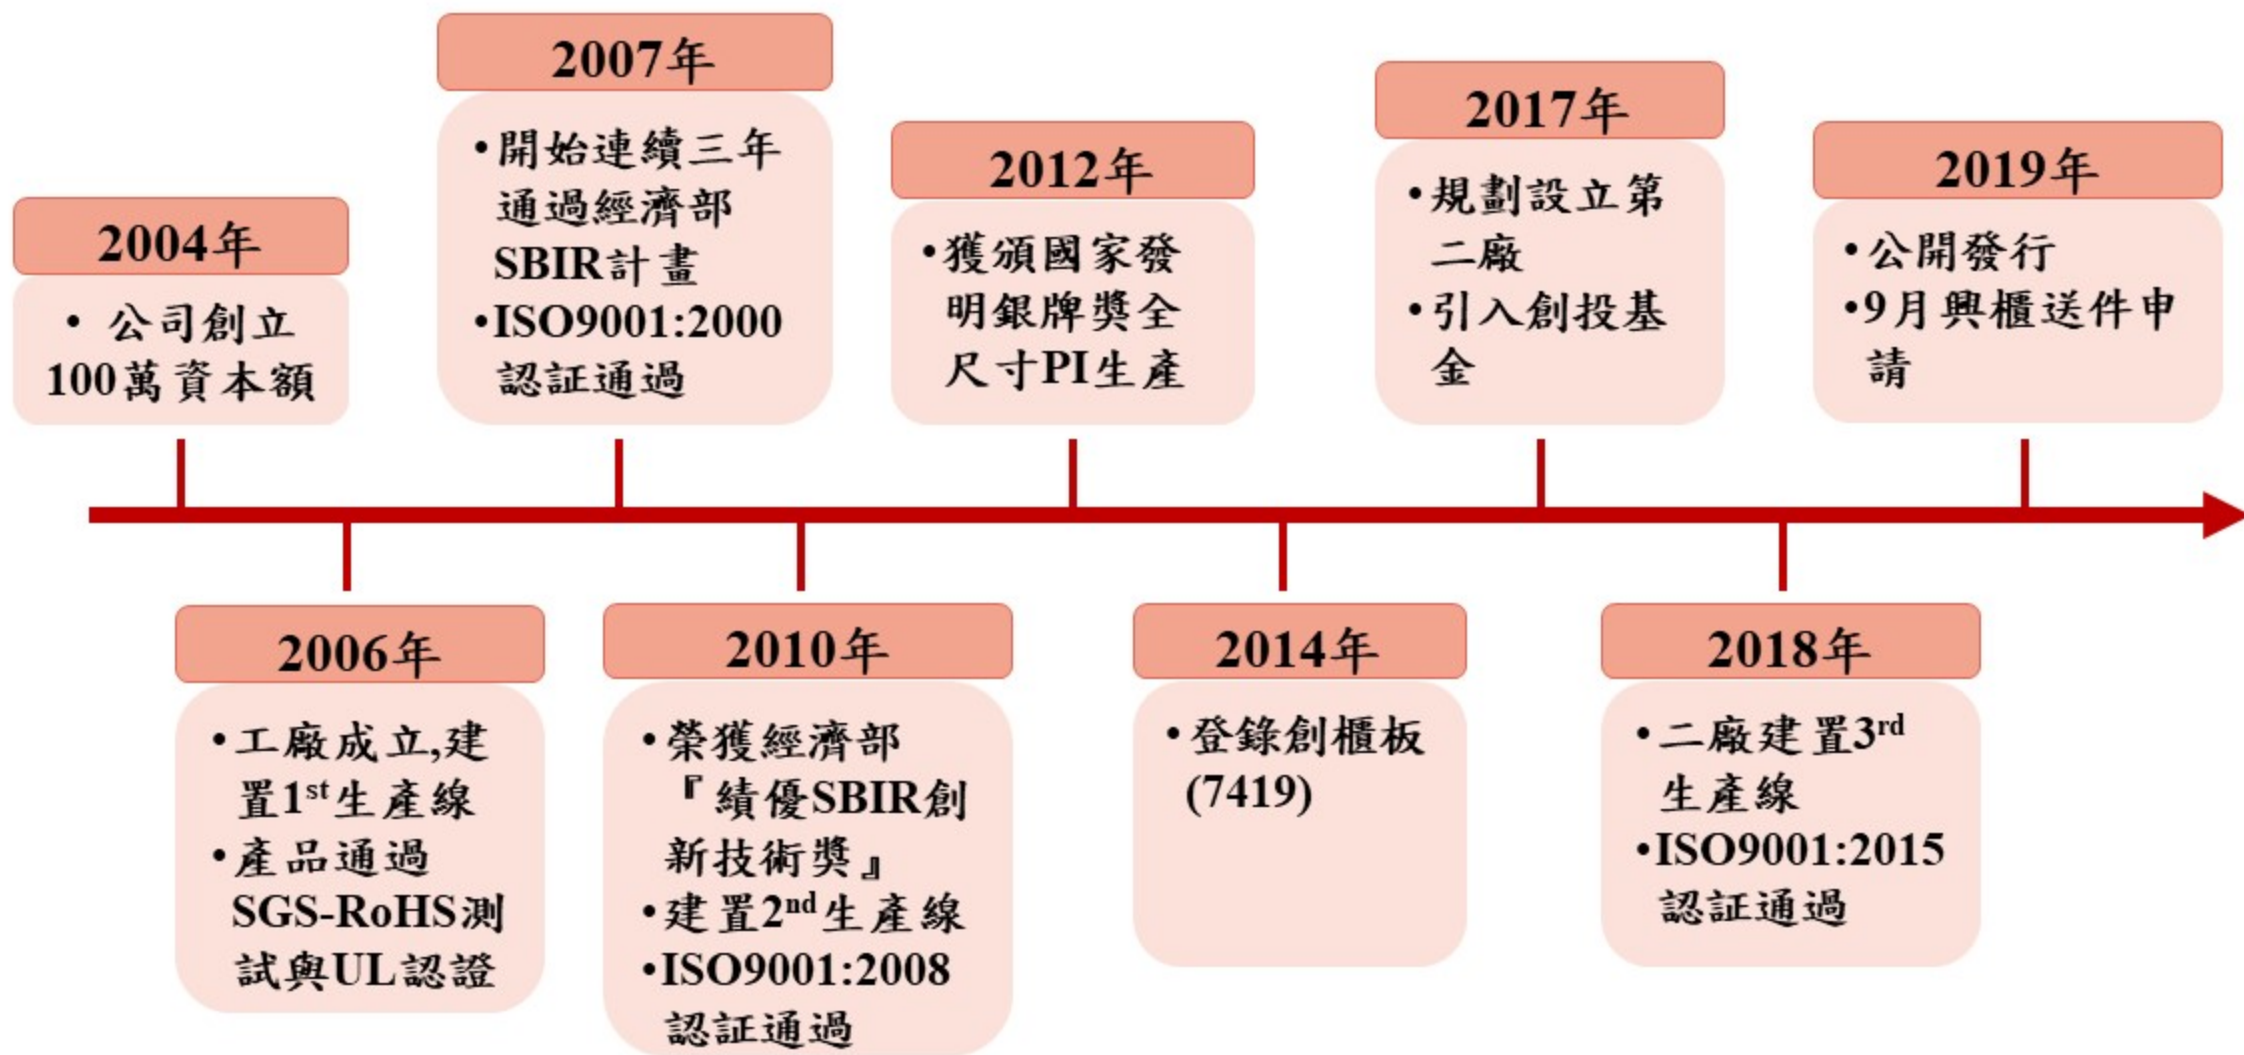 2004年
• 公司創立
100萬資本額
2006年
•工廠成立,建
置1st生產線
•產品通過
SGS-RoHS測
試與UL認證
2007年
•開始連續三年
通過經濟部
SBIR計畫
•ISO9001:2000
認証通過
2010年
•榮獲經濟部
『績優SBIR創
新技術獎』
•建置2nd生產線
•ISO9001:2008
認証通過
2012年
•獲頒國家發
明銀牌獎全
尺寸PI生產
2014年
•登錄創櫃板
(7419)
2017年
•規劃設立第
二廠
•引入創投基
金
2018年
•二廠建置3rd
生產線
•ISO9001:2015
認証通過
2019年
•公開發行
•9月興櫃送件申
請